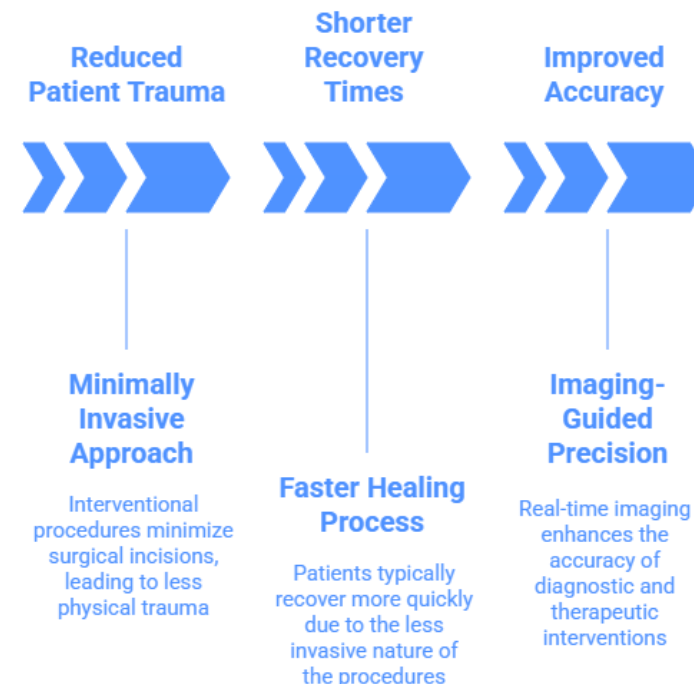 Reduced
Patient Trauma
Shorter
Recovery
Times
Improved
Accuracy
Minimally
Invasive
Approach
Interventional
procedures minimize
surgical incisions,
leading to less
physical trauma
Faster Healing
Process
Patients typically
recover more quickly
due to the less
invasive nature of
the procedures
Imaging-
Guided
Precision
Real-time imaging
enhances the
accuracy of
diagnostic and
therapeutic
interventions